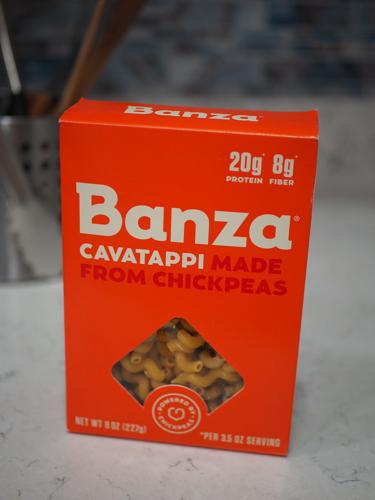 Banza
20g* 8g*
PROTEIN FIBER
Banza®
CAVATAPPI MADE
FROM CHICKPEAS
POWERED BY
CHICKPEAS
NET WT 8 OZ (227g)
*PER 3.5 OZ SERVING